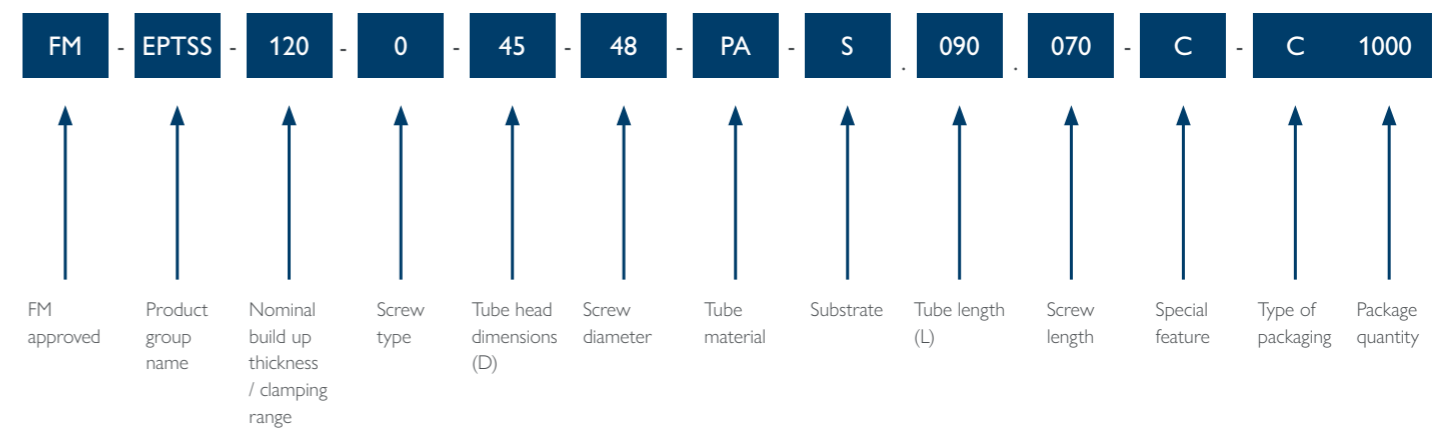 FM - EPTSS - 120 - 0 - 45 - 48 - PA - S . 090 . 070 - C - C 1000
FM
approved
Product
group
name
Nominal
build up
thickness
/ clamping
range
Screw
type
Tube head
dimensions
(D)
Screw
diameter
Tube
material
Substrate
Tube length
(L)
Screw
length
Special
feature
Type of
packaging
Package
quantity